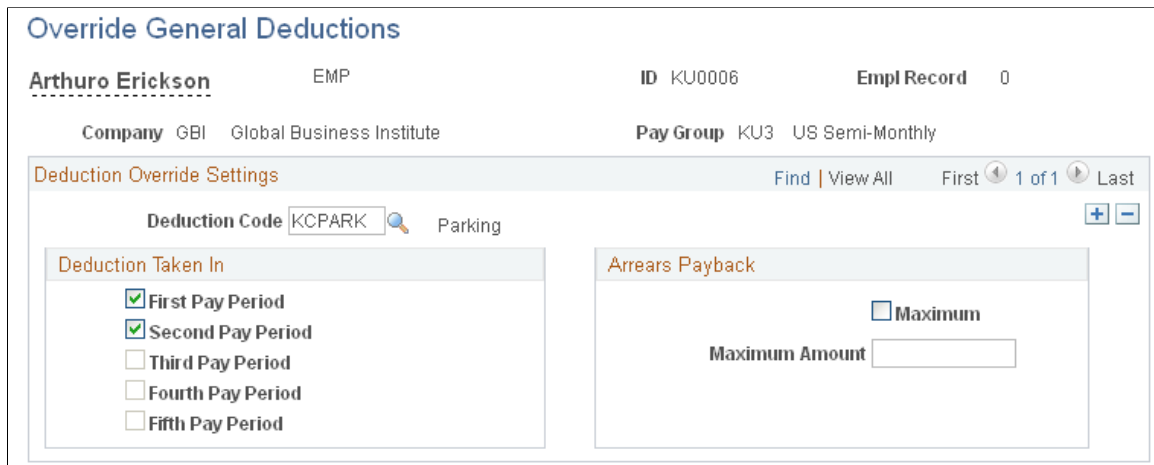 Override General Deductions
Arthuro Erickson EMP ID KU0006 Empl Record 0
Company GBI Global Business Institute Pay Group KU3 US Semi-Monthly
Deduction Override Settings Find | View All First 1 of 1 Last
Deduction Code KCPARK Parking
Deduction Taken In
First Pay Period
Second Pay Period
Third Pay Period
Fourth Pay Period
Fifth Pay Period
Arrears Payback
Maximum
Maximum Amount